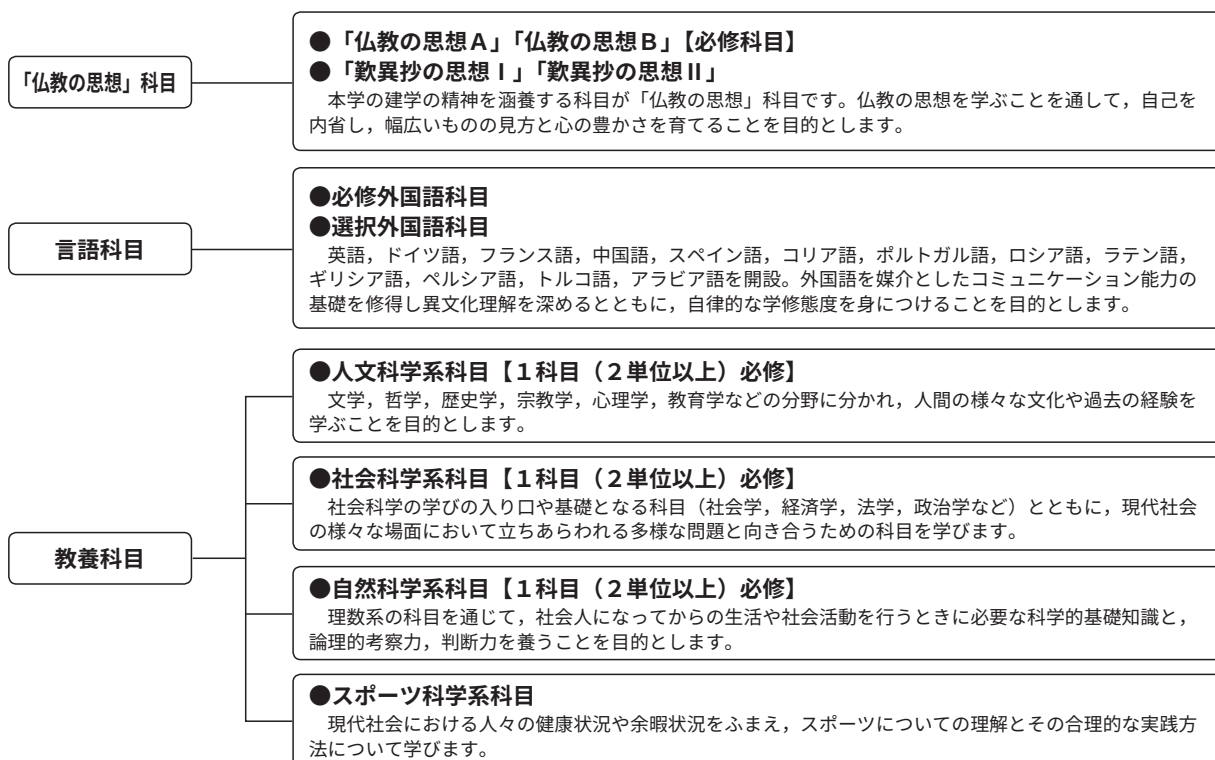 「仏教の思想」科目
●「仏教の思想A」「仏教の思想B」【必修科目】
●「歎異抄の思想Ⅰ」「歎異抄の思想Ⅱ」
本学の建学の精神を涵養する科目が「仏教の思想」科目です。仏教の思想を学ぶことを通して，自己を
内省し，幅広いものの見方と心の豊かさを育てることを目的とします。
言語科目
●必修外国語科目
●選択外国語科目
英語，ドイツ語，フランス語，中国語，スペイン語，コリア語，ポルトガル語，ロシア語，ラテン語，
ギリシア語，ペルシア語，トルコ語，アラビア語を開設。外国語を媒介としたコミュニケーション能力の
基礎を修得し異文化理解を深めるとともに，自律的な学修態度を身につけることを目的とします。
教養科目
●人文科学系科目【１科目（２単位以上）必修】
文学，哲学，歴史学，宗教学，心理学，教育学などの分野に分かれ，人間の様々な文化や過去の経験を
学ぶことを目的とします。
●社会科学系科目【１科目（２単位以上）必修】
社会科学の学びの入り口や基礎となる科目（社会学，経済学，法学，政治学など）とともに，現代社会
の様々な場面において立ちあらわれる多様な問題と向き合うための科目を学びます。
●自然科学系科目【１科目（２単位以上）必修】
理数系の科目を通じて，社会人になってからの生活や社会活動を行うときに必要な科学的基礎知識と，
論理的考察力，判断力を養うことを目的とします。
●スポーツ科学系科目
現代社会における人々の健康状況や余暇状況をふまえ，スポーツについての理解とその合理的な実践方
法について学びます。